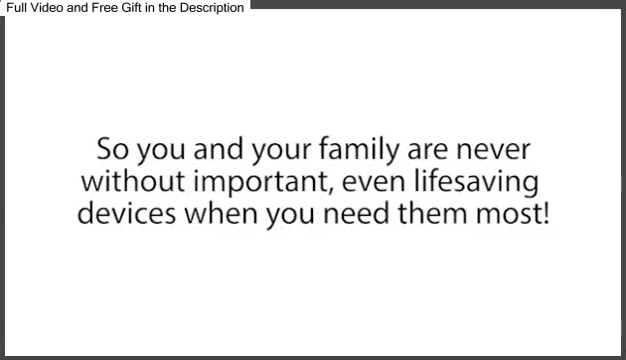 Full Video and Free Gift in the Description
So you and your family are never
without important, even lifesaving
devices when you need them most!